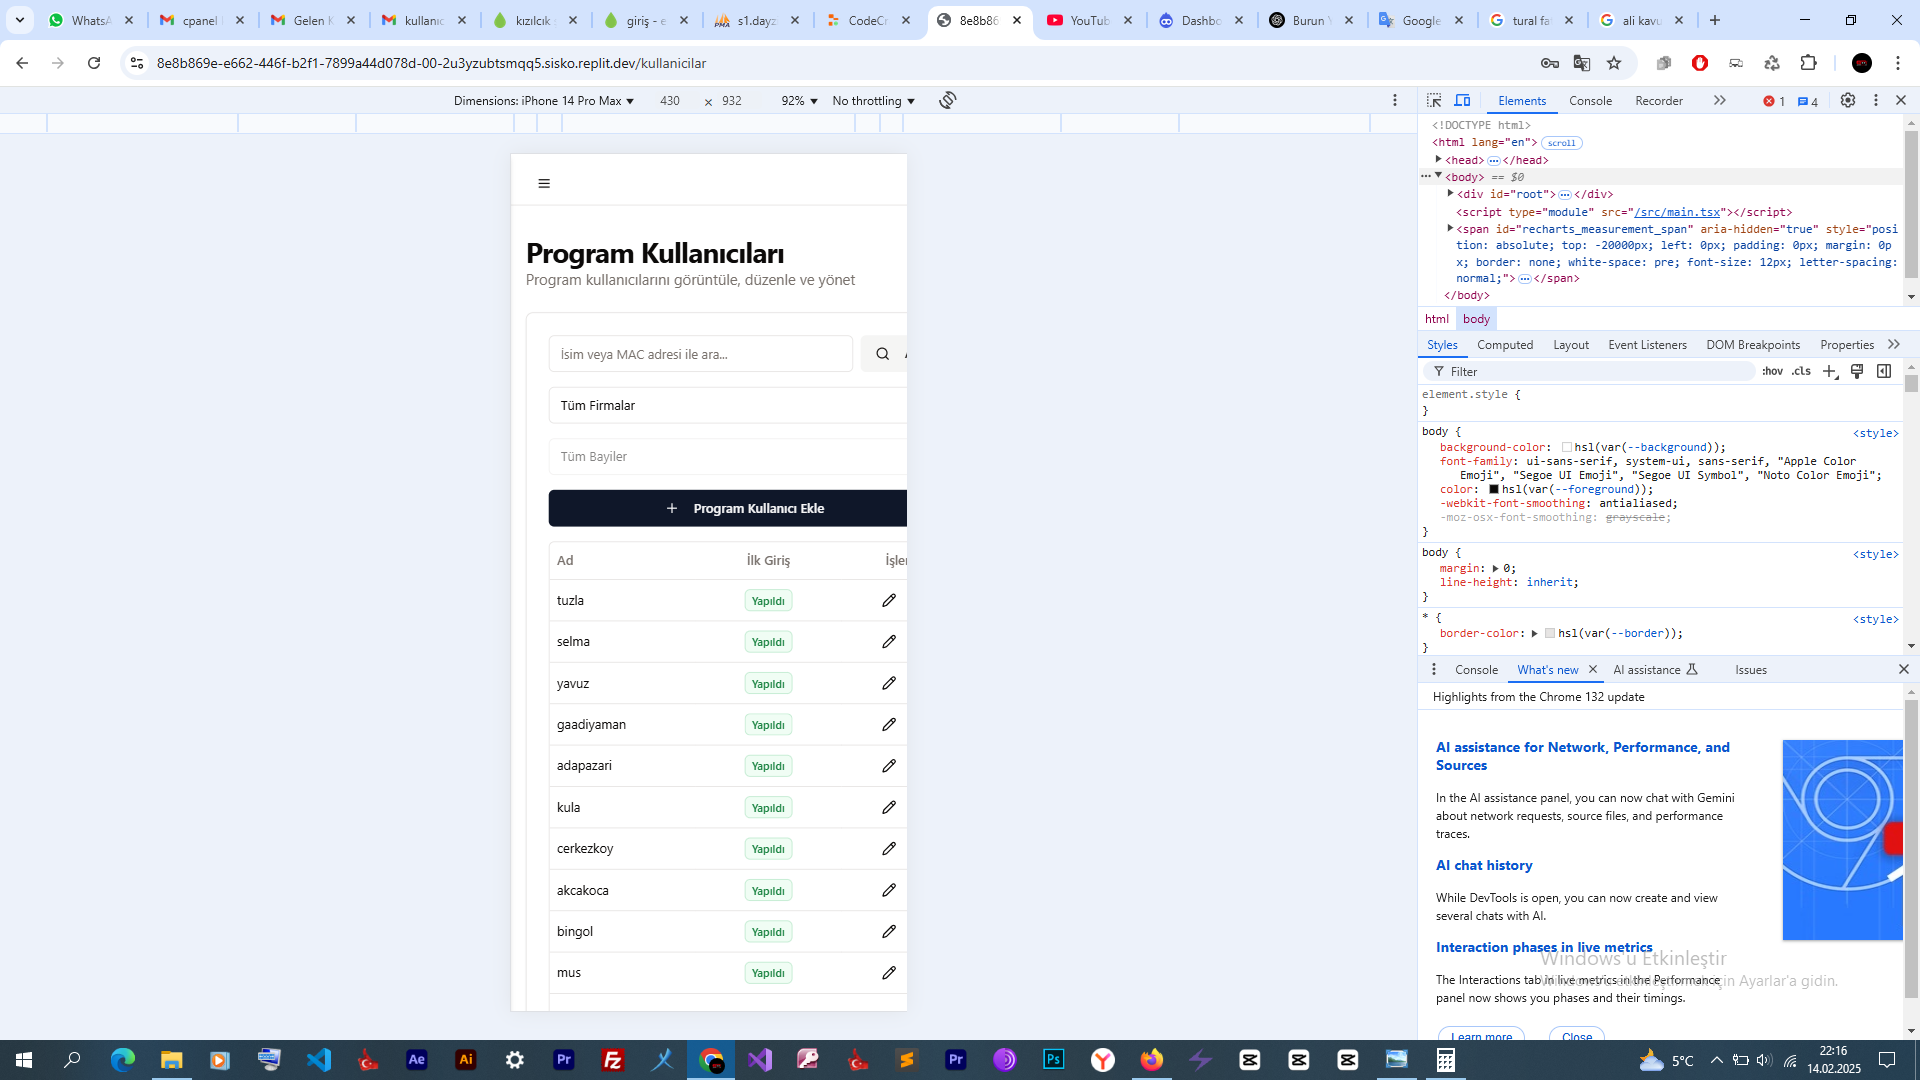 WhatsA
cpanel
Gelen K
kullanıc
kızılcık s
giriş - e
s1.dayz
CodeCr
8e8b86
YouTub
Dashbo
Burun
Google
tural fa
ali kavu
8e8b869e-e662-446f-b2f1-7899a44d078d-00-2u3yzubtsmqq5.sisko.replit.dev/kullanicilar
Dimensions: iPhone 14 Pro Max 430 × 932 92% No throttling
Program Kullanıcıları
Program kullanıcılarını görüntüle, düzenle ve yönet
İsim veya MAC adresi ile ara...
Tüm Firmalar
Tüm Bayiler
+ Program Kullanıcı Ekle
Ad İlk Giriş İşler
tuzla Yapıldı
selma Yapıldı
yavuz Yapıldı
gaadiyaman Yapıldı
adapazari Yapıldı
kula Yapıldı
cerkezkoy Yapıldı
akcakoca Yapıldı
bingol Yapıldı
mus Yapıldı
Elements Console Recorder 1 4
<!DOCTYPE html>
<html lang="en"> scroll
<head> </head>
<body> == $0
<div id="root"> </div>
<script type="module" src="/src/main.tsx"></script>
<span id="recharts_measurement_span" aria-hidden="true" style="posi
tion: absolute; top: -20000px; left: 0px; padding: 0px; margin: 0p
x; border: none; white-space: pre; font-size: 12px; letter-spacing:
normal;"> </span>
</body>
html body
Styles Computed Layout Event Listeners DOM Breakpoints Properties
Filter :hov .cls
element.style {
}
body { <style>
background-color: hsl(var(--background));
font-family: ui-sans-serif, system-ui, sans-serif, "Apple Color
Emoji", "Segoe UI Emoji", "Segoe UI Symbol", "Noto Color Emoji";
color: hsl(var(--foreground));
-webkit-font-smoothing: antialiased;
-moz-osx-font-smoothing: grayscale;
}
body { <style>
margin: 0;
line-height: inherit;
}
* { <style>
border-color: hsl(var(--border));
}
Console What's new AI assistance Issues
Highlights from the Chrome 132 update
AI assistance for Network, Performance, and
Sources
In the AI assistance panel, you can now chat with Gemini
about network requests, source files, and performance
traces.
AI chat history
While DevTools is open, you can now create and view
several chats with AI.
Interaction phases in live metrics
The Interactions tab in live metrics in the Performance
panel now shows you phases and their timings.
Learn more Close
Windows'u Etkinleştir
Windows'u etkinleştirmek için Ayarlar'a gidin.
Ae
Ai
Pr
Fz
Pr
Ps
5°C
22:16
14.02.2025